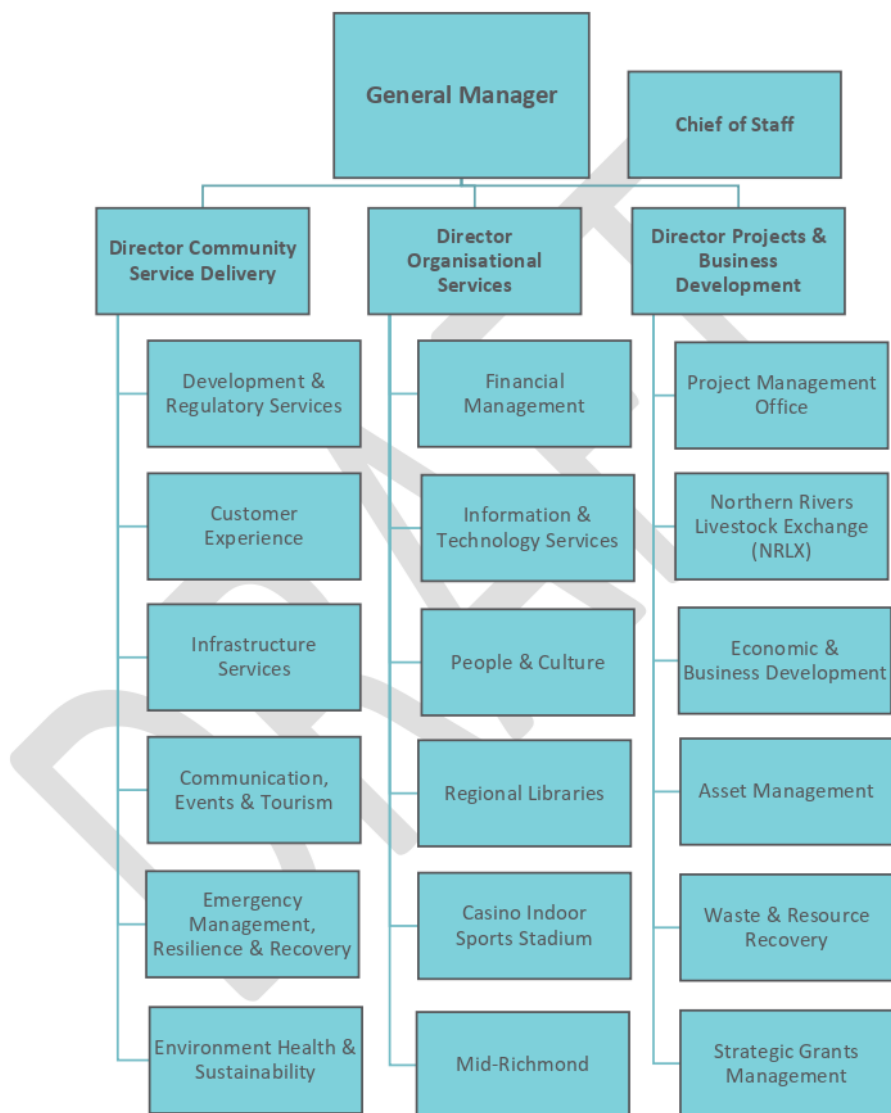 General Manager
Chief of Staff
Director Community
Service Delivery
Director
Organisational
Services
Director Projects &
Business
Development
Development &
Regulatory Services
Financial
Management
Project Management
Office
Customer
Experience
Information &
Technology Services
Northern Rivers
Livestock Exchange
(NRLX)
Infrastructure
Services
People & Culture
Economic &
Business Development
Communication,
Events & Tourism
Regional Libraries
Asset Management
Emergency
Management,
Resilience & Recovery
Casino Indoor
Sports Stadium
Waste & Resource
Recovery
Environment Health &
Sustainability
Mid-Richmond
Strategic Grants
Management
DRAFT